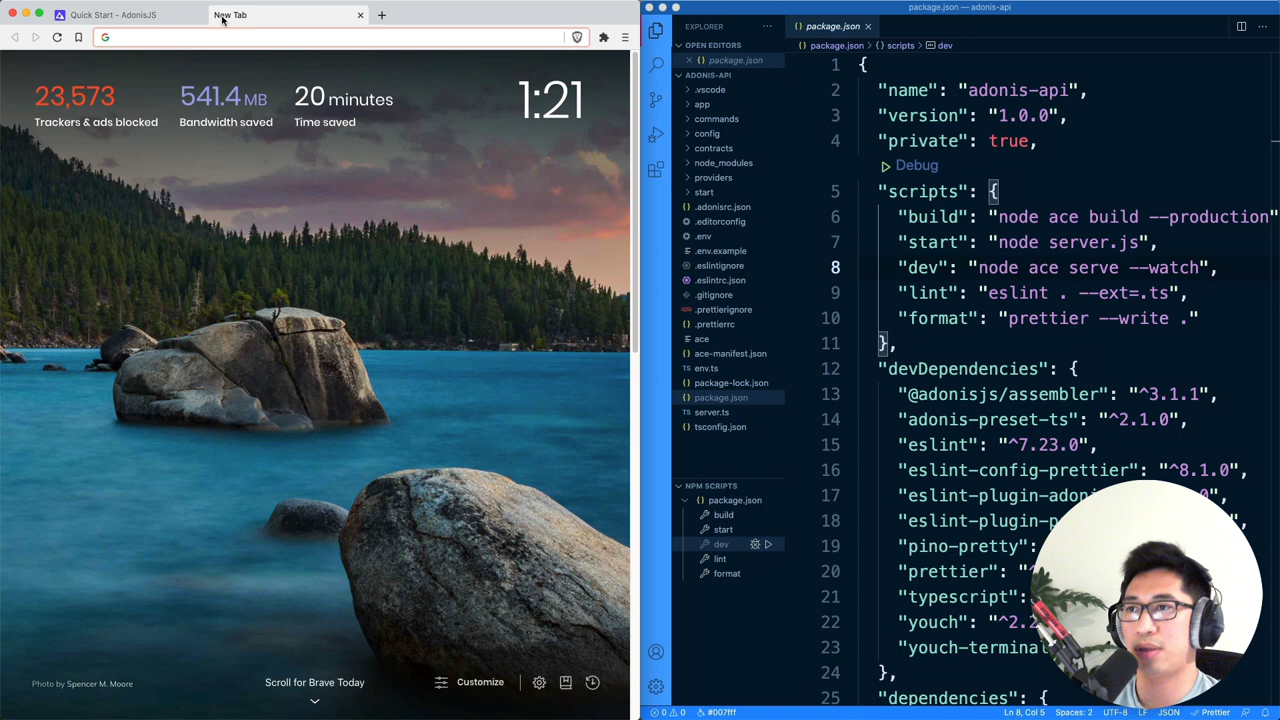 Quick Start - AdonisJS
New Tab
23,573
Trackers & ads blocked
541.4 MB
Bandwidth saved
20 minutes
Time saved
1:21
Photo by Spencer M. Moore
Scroll for Brave Today
Customize
package.json — adonis-api
EXPLORER
OPEN EDITORS
package.json
ADONIS-API
.vscode
app
commands
config
contracts
node_modules
providers
start
.adonisrc.json
.editorconfig
.env
.env.example
.eslintignore
.eslintrc.json
.gitignore
.prettierignore
.prettierrc
ace
ace-manifest.json
env.ts
package-lock.json
package.json
server.ts
tsconfig.json
NPM SCRIPTS
package.json
build
start
dev
lint
format
package.json
package.json > {} scripts > dev
1 {
2 "name": "adonis-api",
3 "version": "1.0.0",
4 "private": true,
Debug
5 "scripts": {
6 "build": "node ace build --production"
7 "start": "node server.js",
8 "dev": "node ace serve --watch",
9 "lint": "eslint . --ext=.ts",
10 "format": "prettier --write ."
11 },
12 "devDependencies": {
13 "@adonisjs/assembler": "^3.1.1",
14 "adonis-preset-ts": "^2.1.0",
15 "eslint": "^7.23.0",
16 "eslint-config-prettier": "^8.1.0",
17 "eslint-plugin-adoni
18 "eslint-plugin-p
19 "pino-pretty":
20 "prettier": "^
21 "typescript":
22 "youch": "^2.2
23 "youch-terminal
24 },
25 "dependencies": {
0 0 #007fff
Ln 8, Col 5 Spaces: 2 UTF-8 LF JSON Prettier